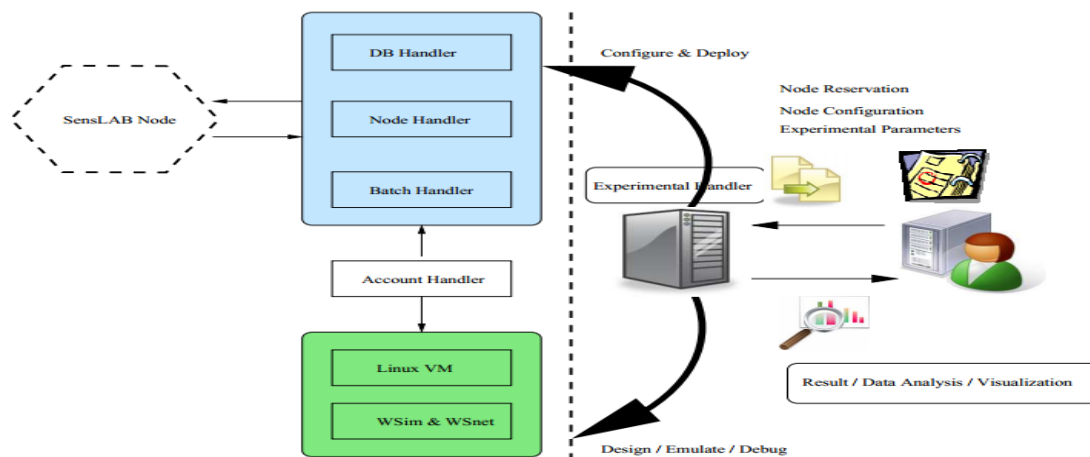 DB Handler
Configure & Deploy
Node Reservation
Node Configuration
Experimental Parameters
SensLAB Node
Node Handler
Batch Handler
Experimental Handler
Account Handler
Linux VM
WSim & WSnet
Result / Data Analysis / Visualization
Design / Emulate / Debug